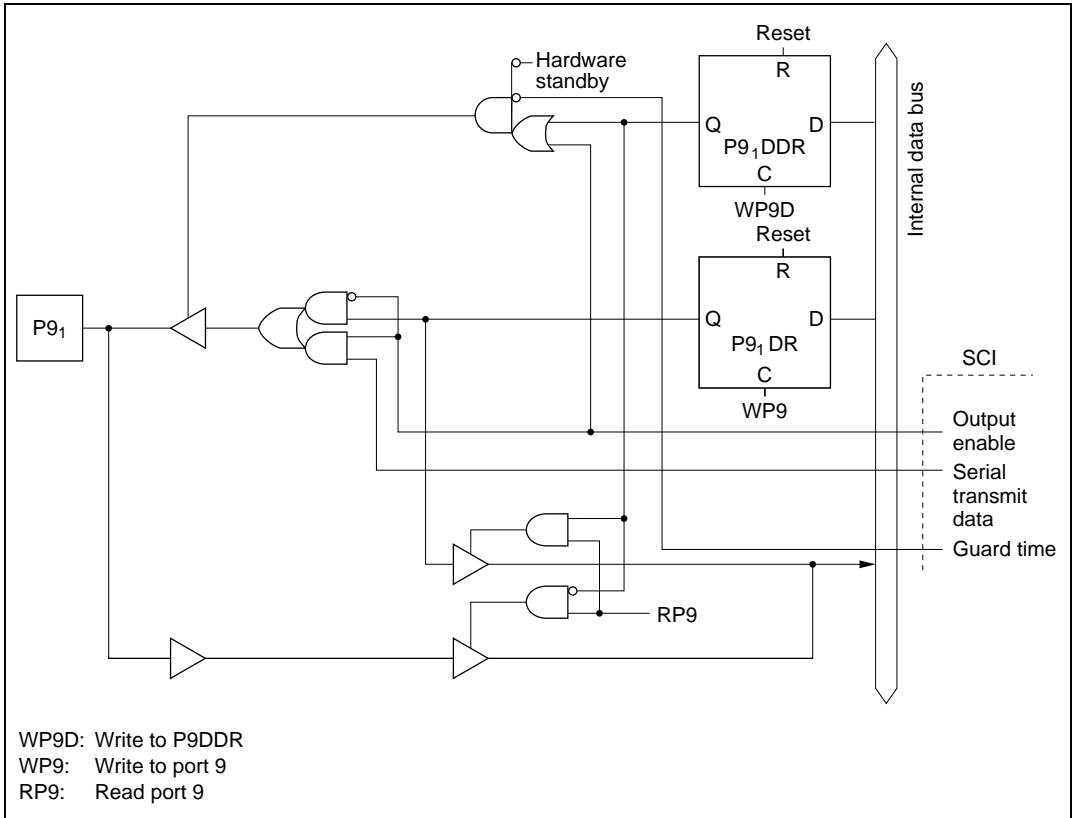 Reset
Hardware
standby
R
Q
D
P9₁DDR
C
WP9D
Internal data bus
Reset
R
P9₁
Q
D
P9₁ DR
C
WP9
SCI
Output
enable
Serial
transmit
data
Guard time
RP9
WP9D: Write to P9DDR
WP9: Write to port 9
RP9: Read port 9